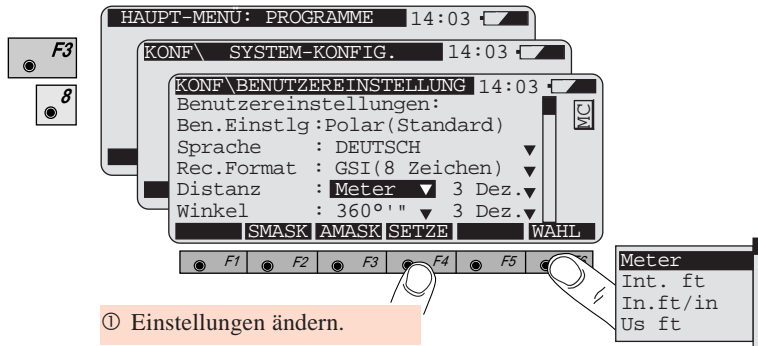 HAUPT-MENÜ: PROGRAMME 14:03
F3
KONF\ SYSTEM-KONFIG. 14:03
8
KONF\BENUTZEREINSTELLUNG 14:03
Benutzereinstellungen:
MC
Ben.Einstlg:Polar(Standard)
Sprache : DEUTSCH ▼
Rec.Format : GSI(8 Zeichen) ▼
Distanz : Meter ▼ 3 Dez.▼
Winkel : 360°'" ▼ 3 Dez.▼
SMASK AMASK SETZE WAHL
F1 F2 F3 F4 F5
Meter
Int. ft
In.ft/in
Us ft
① Einstellungen ändern.